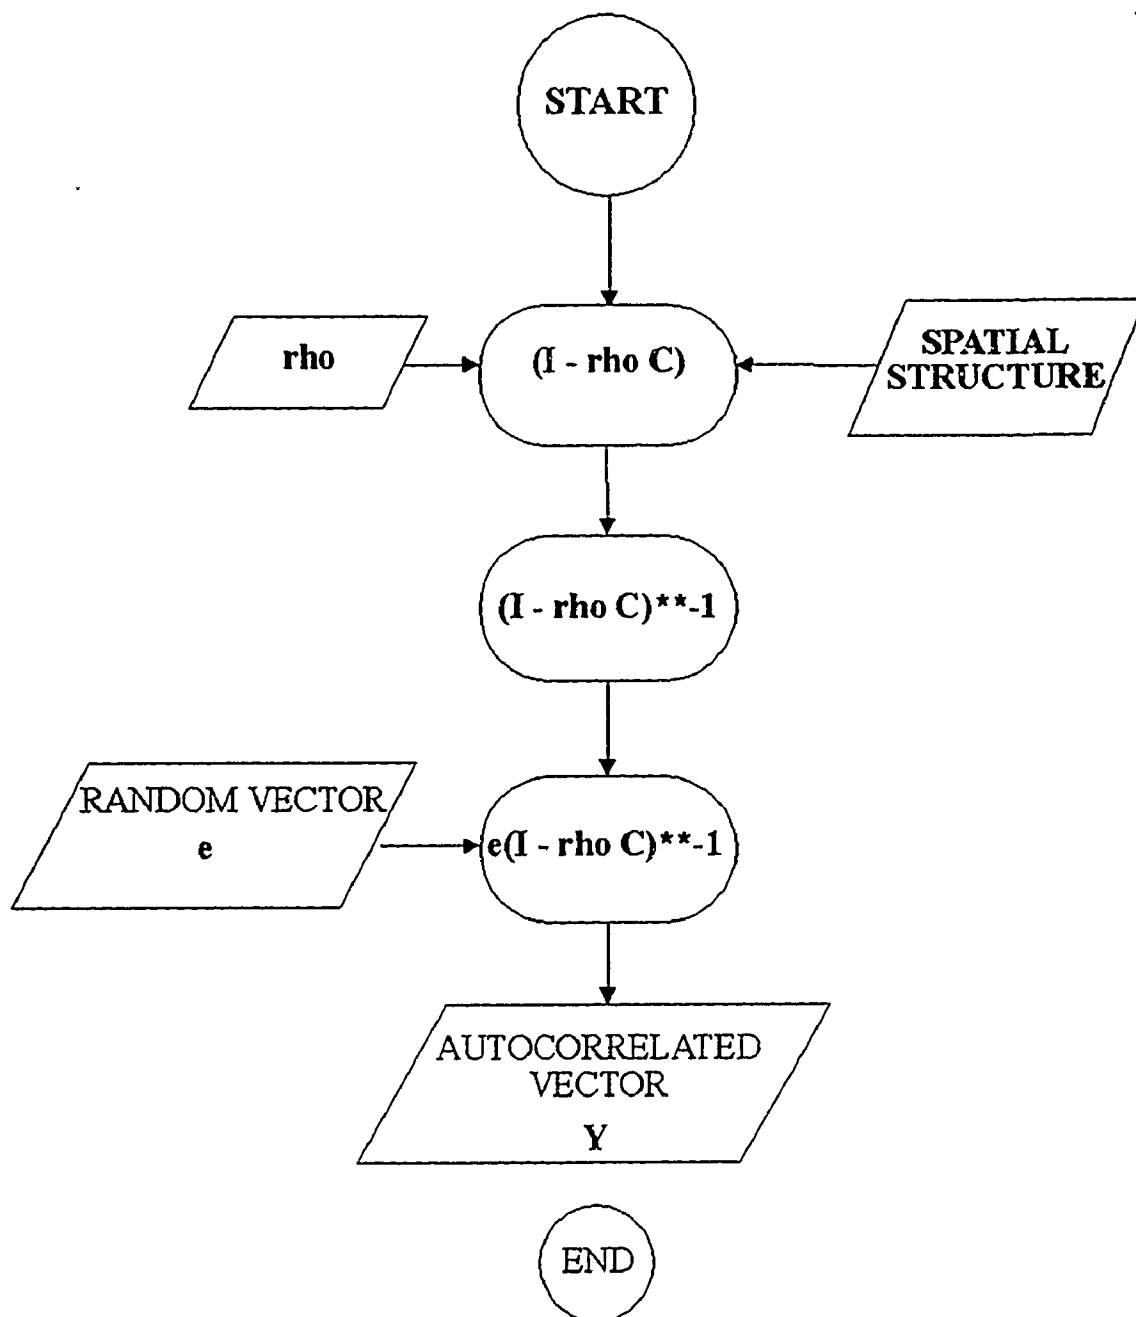 START
rho
(I - rho C)
SPATIAL
STRUCTURE
(I - rho C)**-1
RANDOM VECTOR
e
e(I - rho C)**-1
AUTOCORRELATED
VECTOR
Y
END